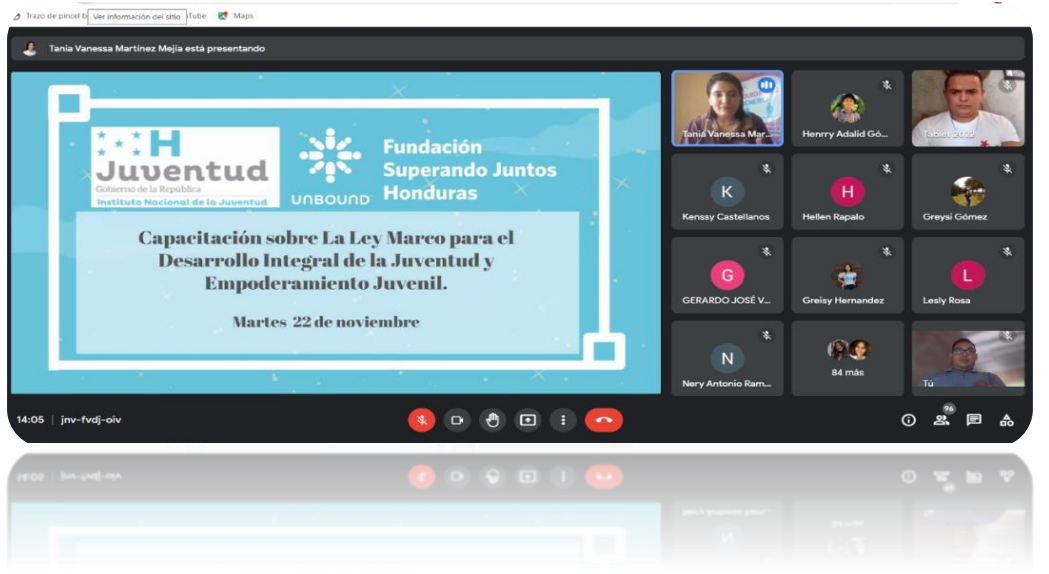 Trazo de pincel b
Ver información del sitio
Tube
Maps
Tania Vanessa Martínez Mejía está presentando
H
Juventud
Gobierno de la República
Instituto Nacional de la Juventud
UNBOUND
Fundación
Superando Juntos
Honduras
Capacitación sobre La Ley Marco para el
Desarrollo Integral de la Juventud y
Empoderamiento Juvenil.
Martes 22 de noviembre
Tania Vanessa Mar...
Henrry Adalid Gó...
Tablet 2022
K
Kenssy Castellanos
H
Hellen Rapalo
Greysi Gómez
G
GERARDO JOSÉ V...
Greisy Hernandez
L
Lesly Rosa
N
Nery Antonio Ram...
84 más
Tú
14:05 | jnv-fvdj-oiv
96